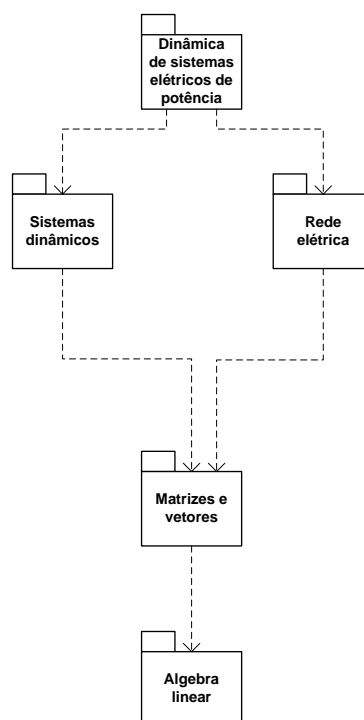 Dinâmica
de sistemas
elétricos de
potência
Sistemas
dinâmicos
Rede
elétrica
Matrizes e
vetores
Algebra
linear